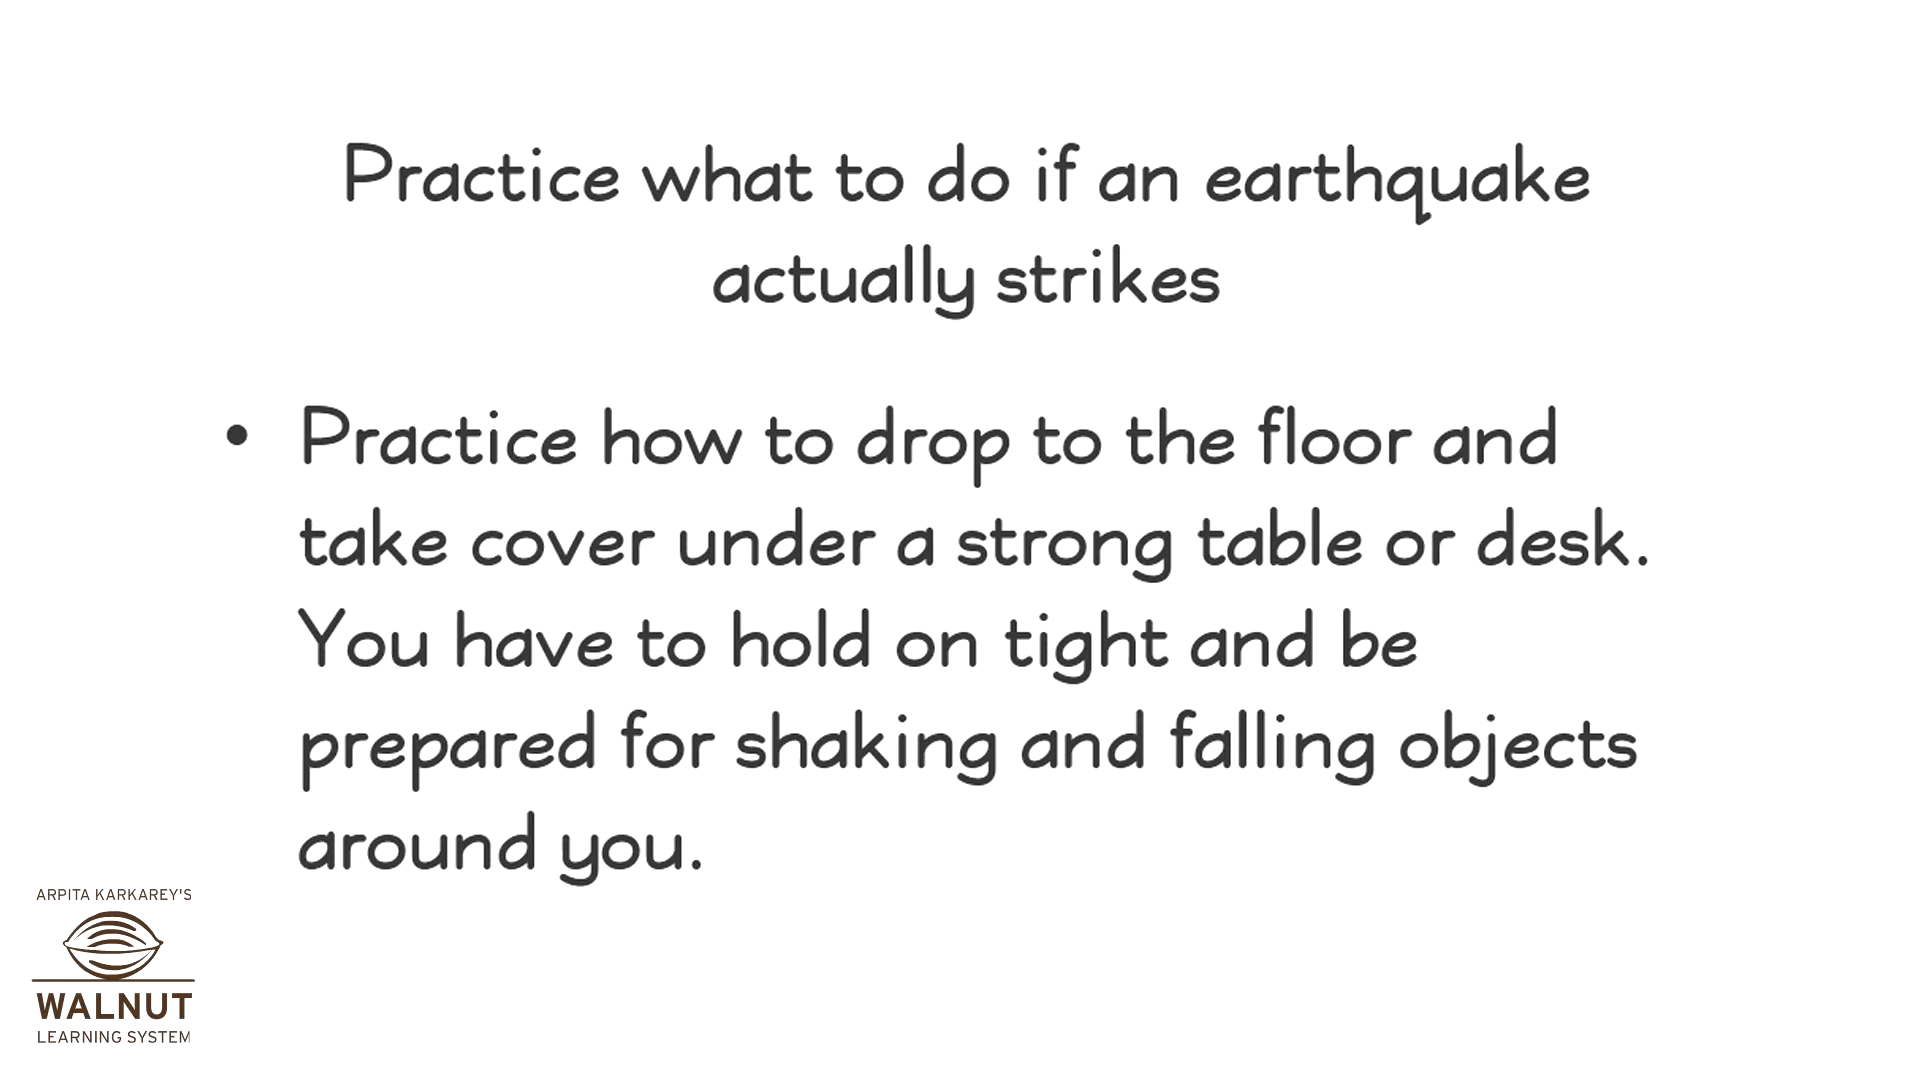 Practice what to do if an earthquake
actually strikes
• Practice how to drop to the floor and
take cover under a strong table or desk.
You have to hold on tight and be
prepared for shaking and falling objects
around you.
ARPITA KARKAREY'S
WALNUT
LEARNING SYSTEM